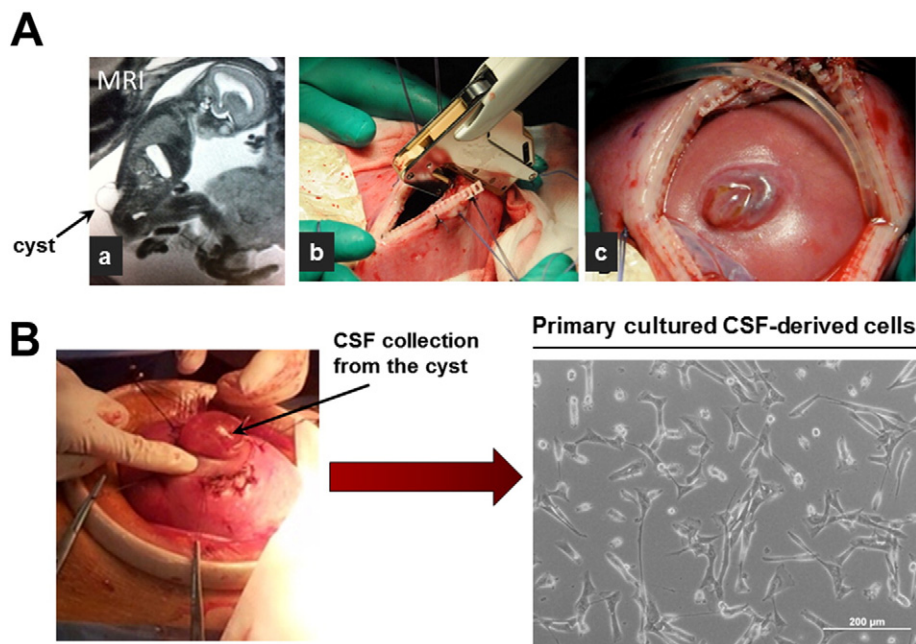 A
MRI
cyst
a
b
c
B
CSF collection
from the cyst
Primary cultured CSF-derived cells
200 µm